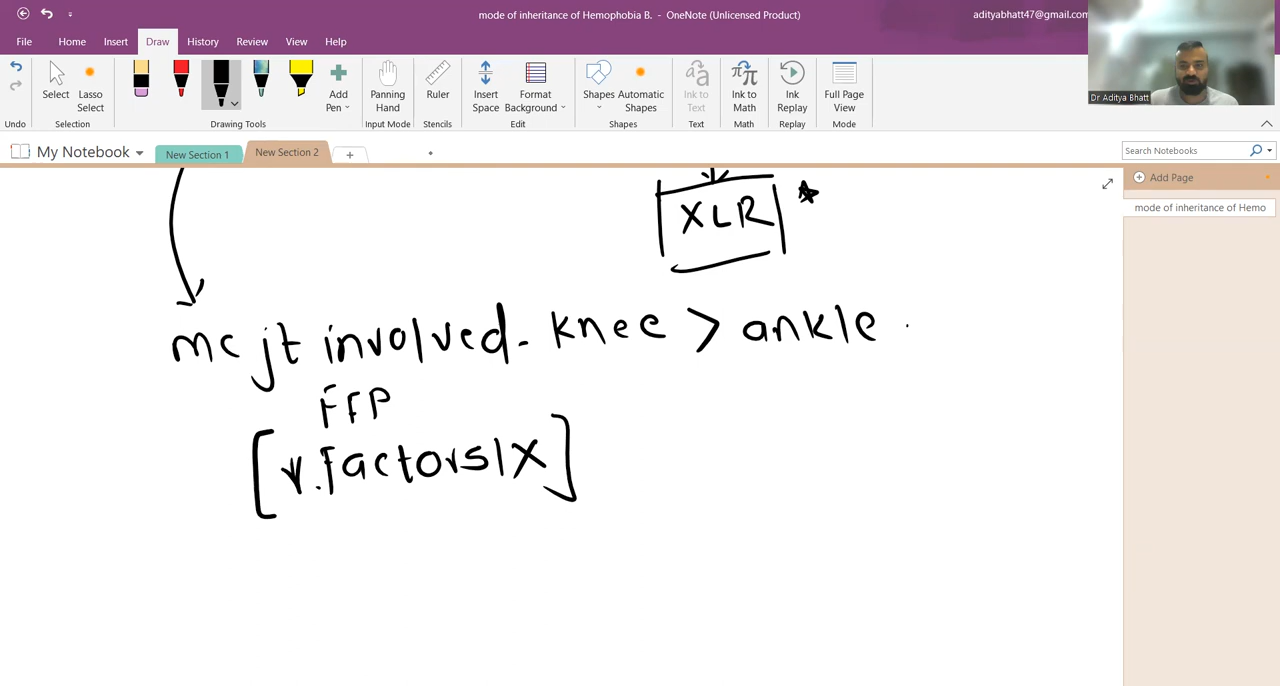 mode of inheritance of Hemophobia B. - OneNote (Unlicensed Product)
adityabhatt47@gmail.com
File Home Insert Draw History Review View Help
Undo
Select
Lasso Select
Selection
Drawing Tools
Add Pen
Panning Hand
Input Mode
Ruler
Stencils
Insert Space
Format Background
Edit
Shapes
Automatic Shapes
Shapes
Ink to Text
Text
Ink to Math
Math
Ink Replay
Replay
Full Page View
Mode
Dr Aditya Bhatt
My Notebook
New Section 1
New Section 2
Search Notebooks
Add Page
mode of inheritance of Hemo
XLR
mc jt involved. knee > ankle
FFP
[r.factors IX]